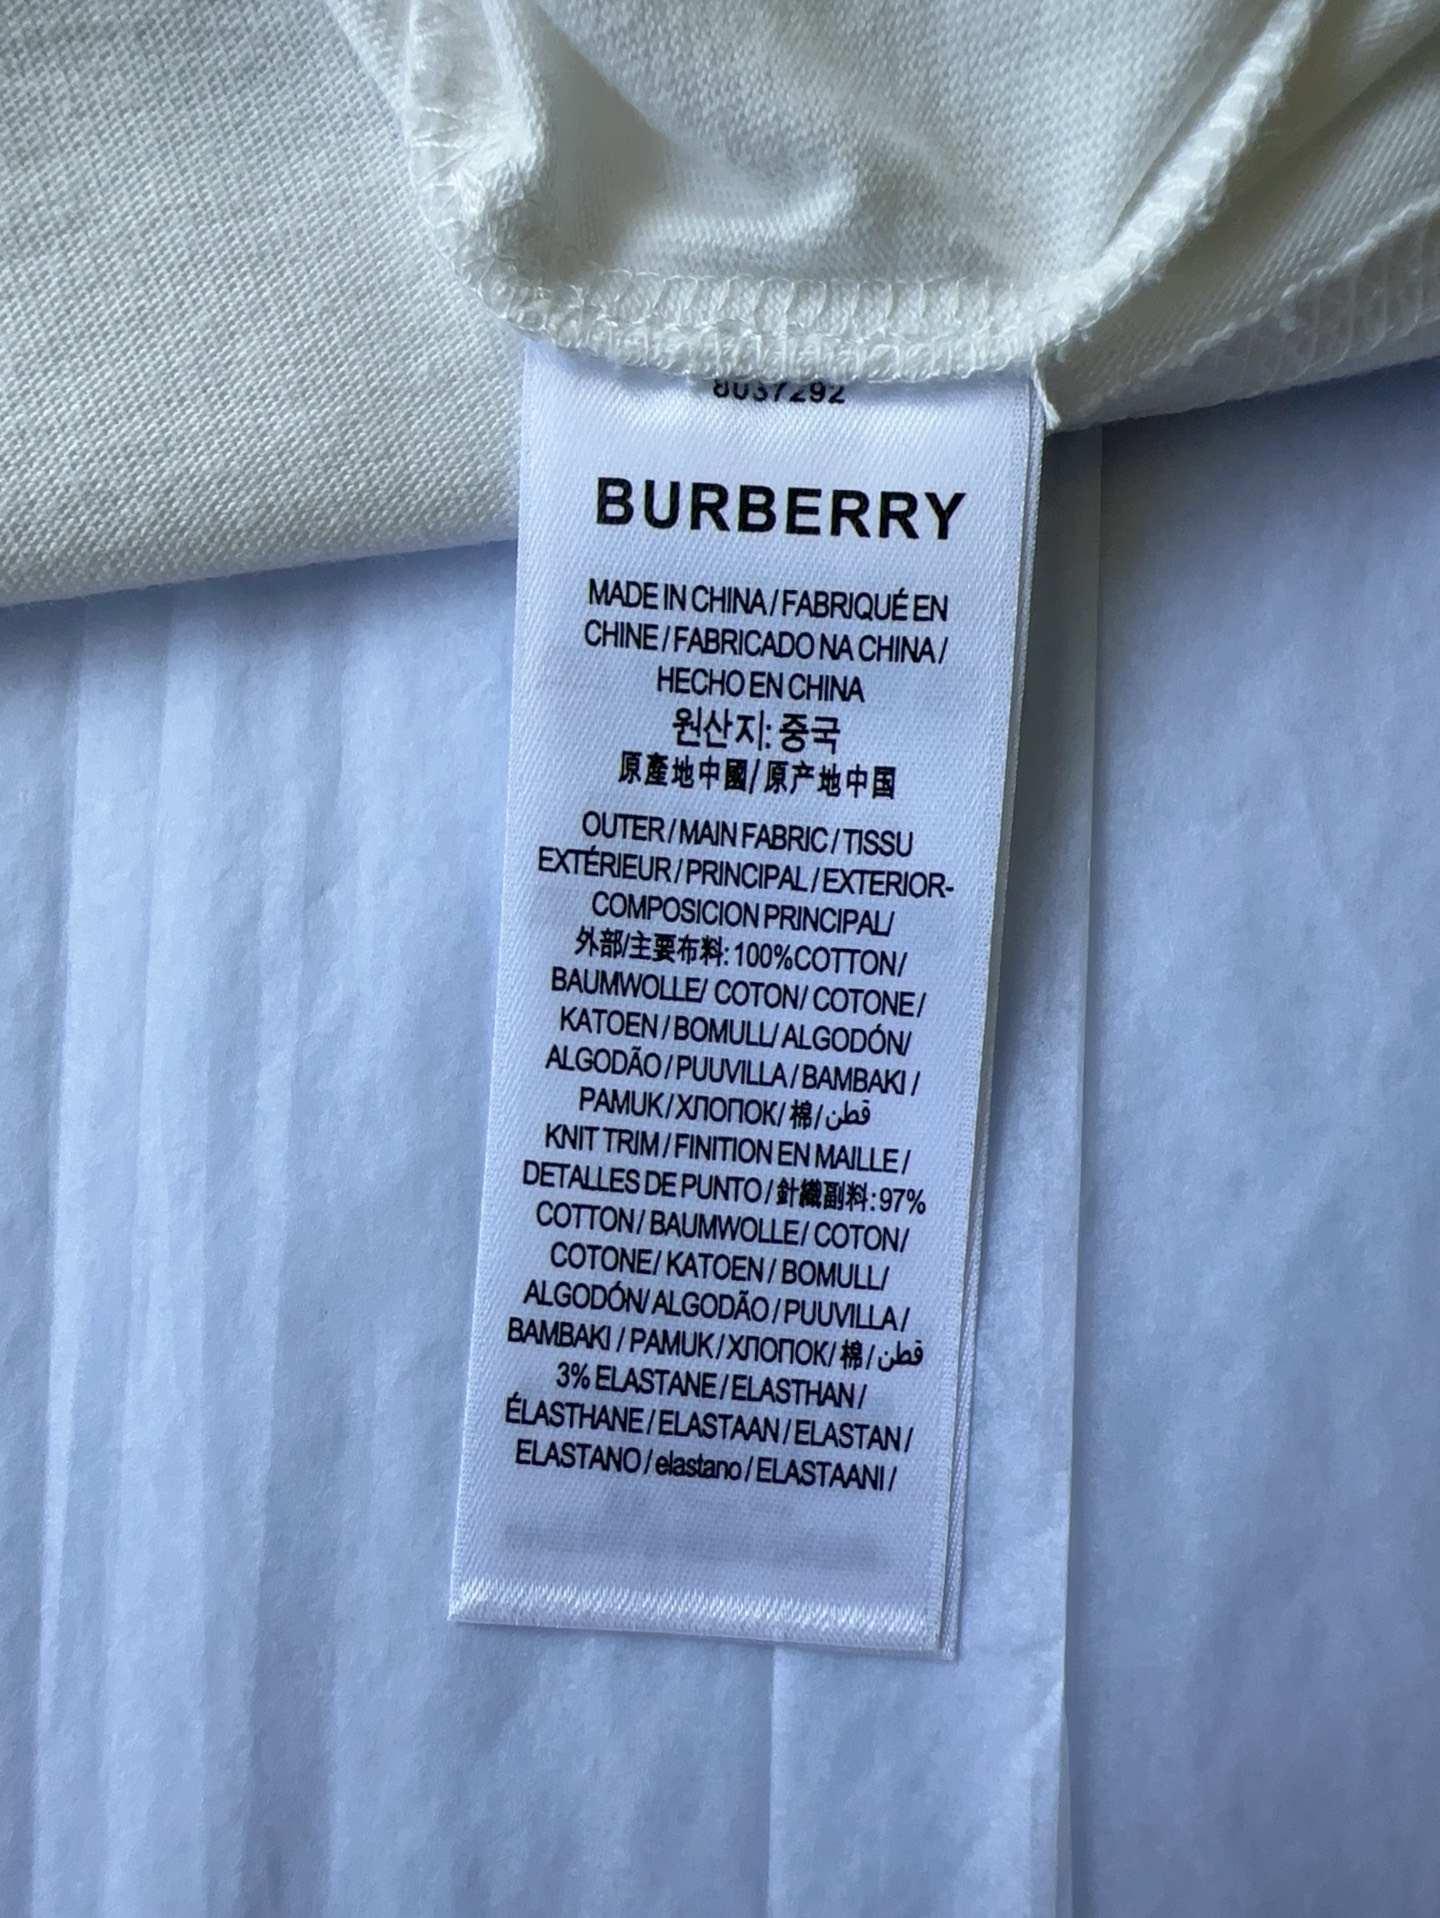 8037292
BURBERRY
MADE IN CHINA / FABRIQUÉ EN
CHINE / FABRICADO NA CHINA /
HECHO EN CHINA
원산지: 중국
原產地中國/原产地中国
OUTER / MAIN FABRIC / TISSU
EXTÉRIEUR / PRINCIPAL / EXTERIOR-
COMPOSICION PRINCIPAL/
外部/主要布料: 100%COTTON /
BAUMWOLLE/ COTON/ COTONE /
KATOEN / BOMULL/ ALGODÓN/
ALGODÃO / PUUVILLA / BAMBAKI /
PAMUK / ХЛОПОК/ 棉/ قطن
KNIT TRIM / FINITION EN MAILLE /
DETALLES DE PUNTO / 針織副料: 97%
COTTON / BAUMWOLLE/ COTON/
COTONE/ KATOEN / BOMULL/
ALGODÓN/ ALGODÃO / PUUVILLA /
BAMBAKI / PAMUK / ХЛОПОК/ 棉/ قطن
3% ELASTANE / ELASTHAN /
ÉLASTHANE / ELASTAAN / ELASTAN /
ELASTANO / elastano / ELASTAANI /